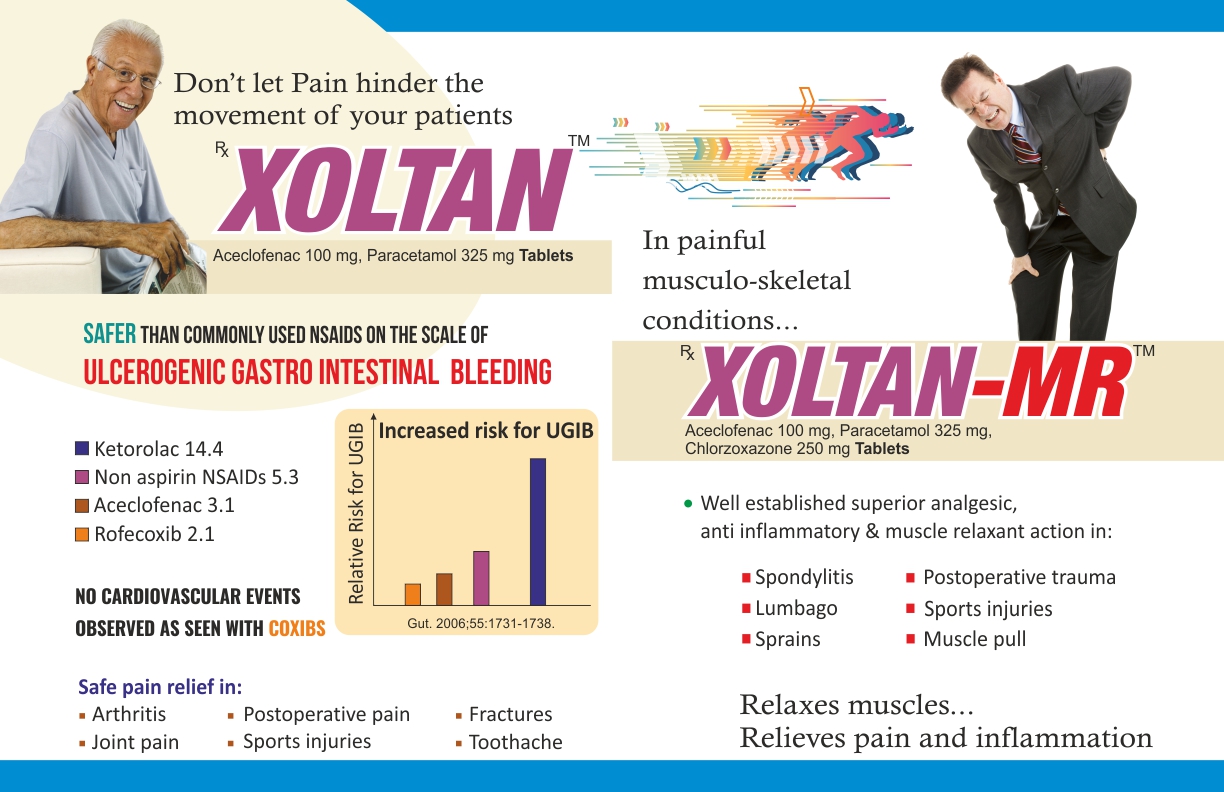 Don't let Pain hinder the
movement of your patients
Rx XOLTAN™
Aceclofenac 100 mg, Paracetamol 325 mg Tablets
SAFER THAN COMMONLY USED NSAIDS ON THE SCALE OF
ULCEROGENIC GASTRO INTESTINAL BLEEDING
Ketorolac 14.4
Non aspirin NSAIDs 5.3
Aceclofenac 3.1
Rofecoxib 2.1
Increased risk for UGIB
Relative Risk for UGIB
Gut. 2006;55:1731-1738.
NO CARDIOVASCULAR EVENTS
OBSERVED AS SEEN WITH COXIBS
Safe pain relief in:
Arthritis
Joint pain
Postoperative pain
Sports injuries
Fractures
Toothache
In painful
musculo-skeletal
conditions...
Rx XOLTAN-MR™
Aceclofenac 100 mg, Paracetamol 325 mg,
Chlorzoxazone 250 mg Tablets
• Well established superior analgesic,
anti inflammatory & muscle relaxant action in:
Spondylitis
Lumbago
Sprains
Postoperative trauma
Sports injuries
Muscle pull
Relaxes muscles...
Relieves pain and inflammation